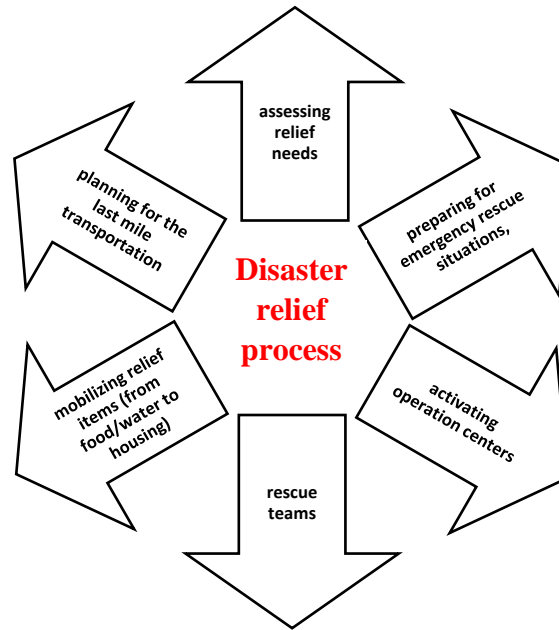 assessing
relief
needs
preparing for
emergency rescue
situations,
activating
operation centers
rescue
teams
mobilizing relief
items (from
food/water to
housing)
planning for the
last mile
transportation
Disaster
relief
process